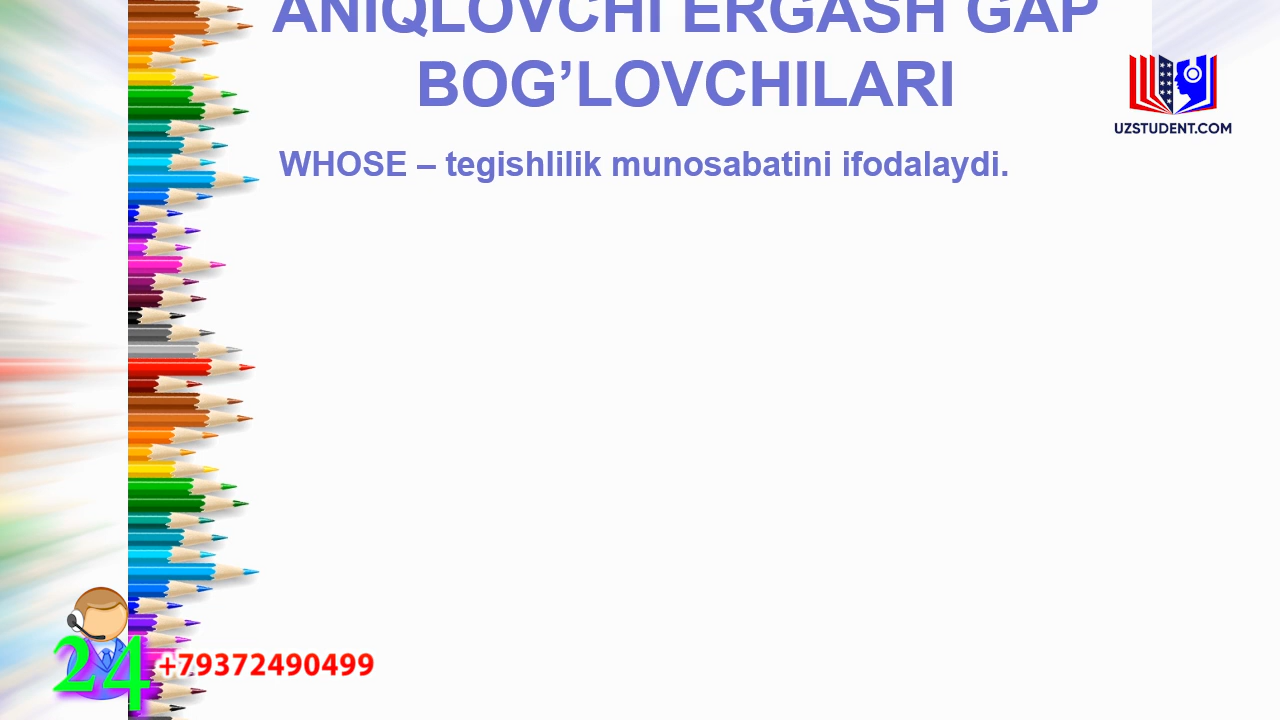 ANIQLOVCHI ERGASH GAP
BOG’LOVCHILARI
UZSTUDENT.COM
WHOSE – tegishlilik munosabatini ifodalaydi.
24
+79372490499